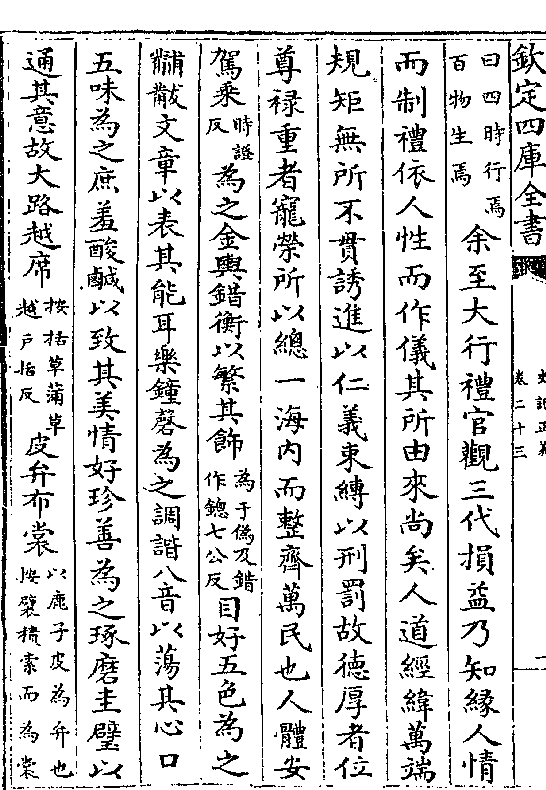 欽定四庫全書
史記正義
卷二十三
一
曰四時行焉
百物生焉
余至大行禮官觀三代損益乃知緣人情
而制禮依人性而作儀其所由來尚矣人道經緯萬端
規矩無所不貫誘進以仁義束縛以刑罰故德厚者位
尊祿重者寵榮所以總一海內而整齊萬民也人體安
駕乘
時證
反
為之金輿錯衡以繁其飾
為于偽反錯
作鏓七公反
目好五色為之
黼黻文章以表其能耳樂鐘磬為之調諧八音以蕩其心口
五味為之庶羞酸鹹以致其美情好珍善為之琢磨圭璧以
通其意故大路越席
按括草蒲草
越戶括反
皮弁布裳
以鹿子皮為弁也
按襞積素而為裳